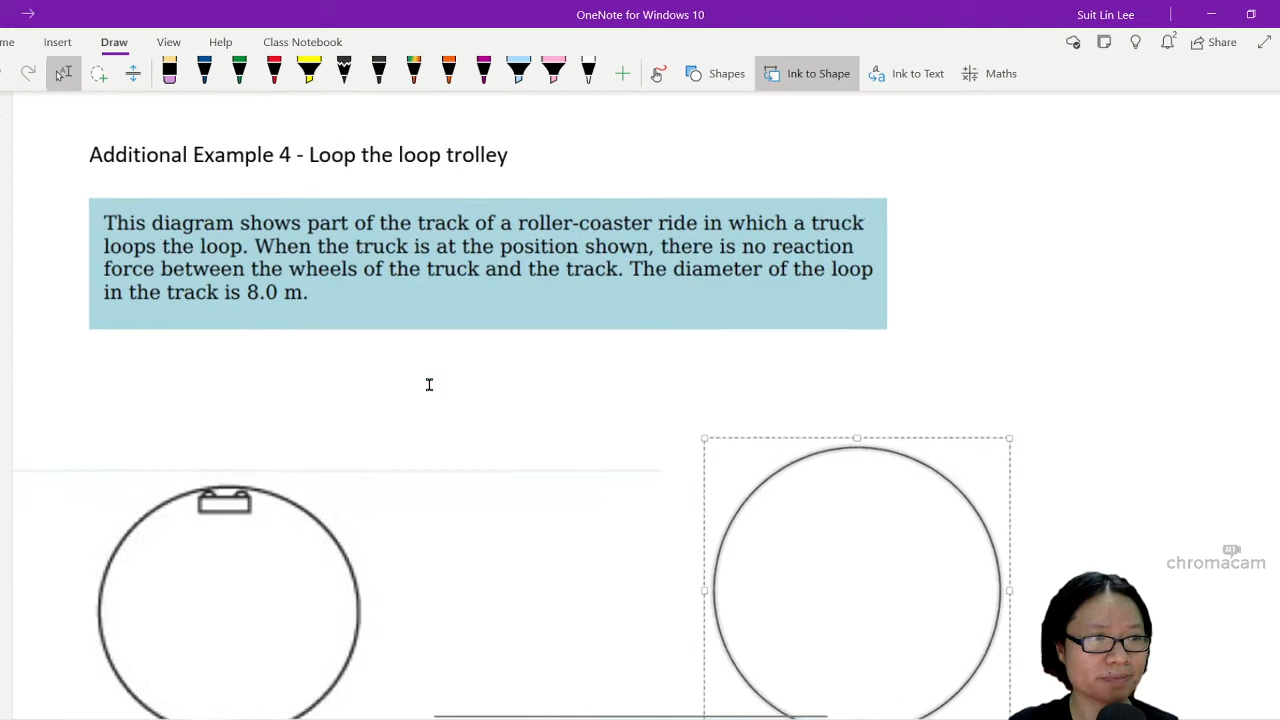 OneNote for Windows 10
Suit Lin Lee
me
Insert
Draw
View
Help
Class Notebook
Share
Shapes
Ink to Shape
Ink to Text
Maths
Additional Example 4 - Loop the loop trolley
This diagram shows part of the track of a roller-coaster ride in which a truck
loops the loop. When the truck is at the position shown, there is no reaction
force between the wheels of the truck and the track. The diameter of the loop
in the track is 8.0 m.
chromacam